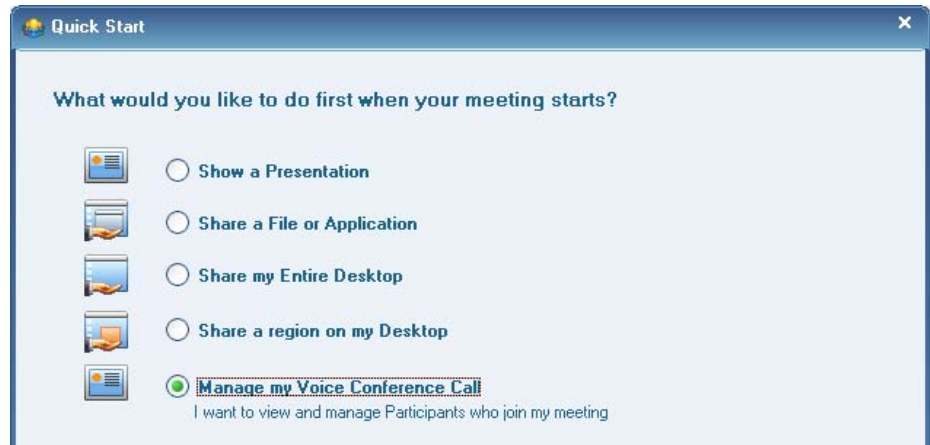 Quick Start
What would you like to do first when your meeting starts?
Show a Presentation
Share a File or Application
Share my Entire Desktop
Share a region on my Desktop
Manage my Voice Conference Call
I want to view and manage Participants who join my meeting